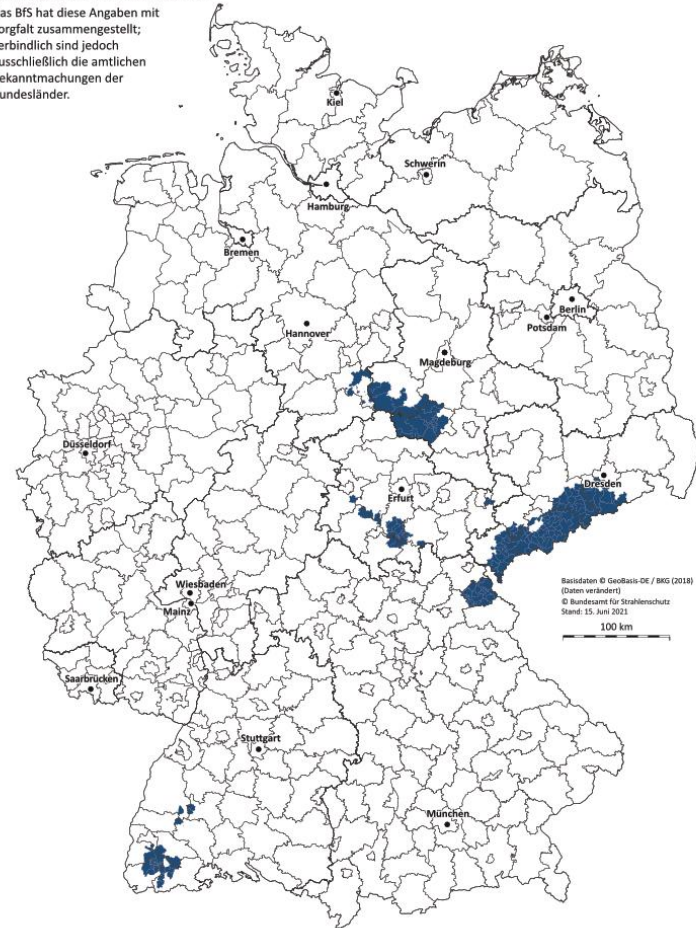 as BfS hat diese Angaben mit
orgfalt zusammengestellt;
erbindlich sind jedoch
usschließlich die amtlichen
ekanntmachungen der
undesländer.
Kiel
Schwerin
Hamburg
Bremen
Berlin
Potsdam
Hannover
Magdeburg
Düsseldorf
Dresden
Erfurt
Wiesbaden
Mainz
Basisdaten © GeoBasis-DE / BKG (2018)
(Daten verändert)
© Bundesamt für Strahlenschutz
Stand: 15. Juni 2021
100 km
Saarbrücken
Stuttgart
München